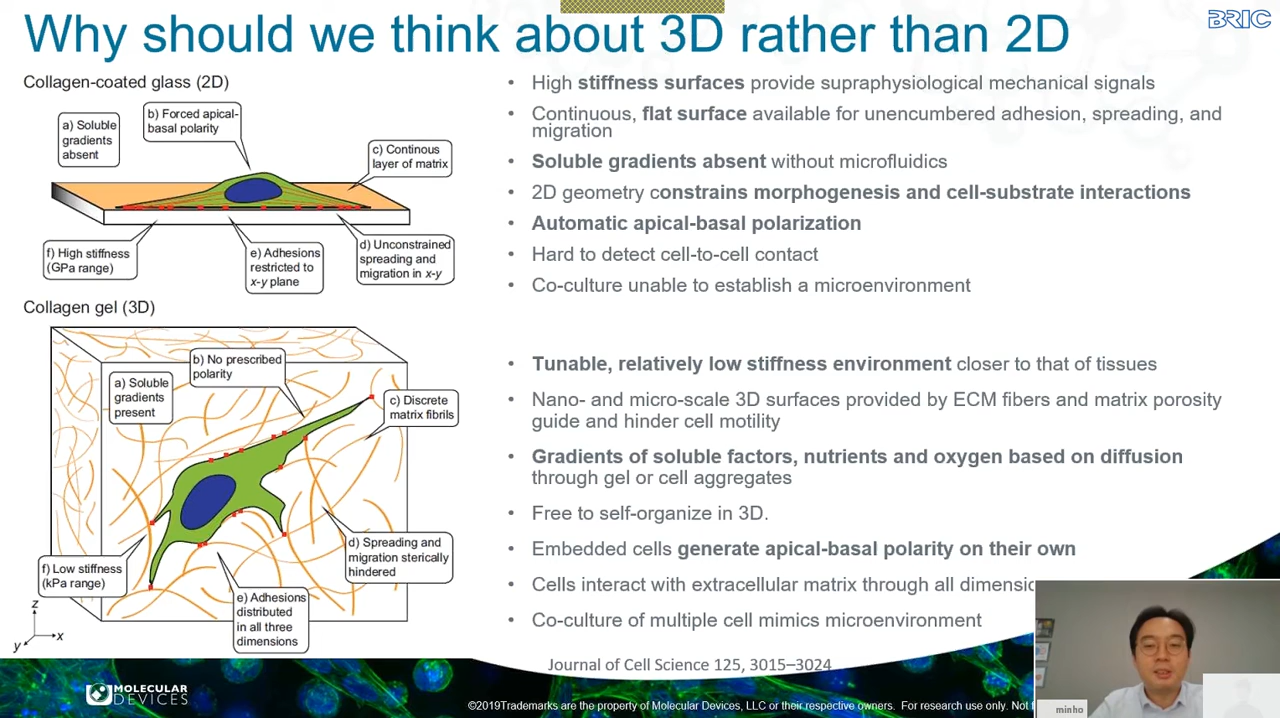 Why should we think about 3D rather than 2D
BRIC
Collagen-coated glass (2D)
a) Soluble
gradients
absent
b) Forced apical-
basal polarity
c) Continous
layer of matrix
f) High stiffness
(GPa range)
e) Adhesions
restricted to
x-y plane
d) Unconstrained
spreading and
migration in x-y
Collagen gel (3D)
b) No prescribed
polarity
a) Soluble
gradients
present
c) Discrete
matrix fibrils
f) Low stiffness
(kPa range)
d) Spreading and
migration sterically
hindered
e) Adhesions
distributed
in all three
dimensions
z
y
x
• High stiffness surfaces provide supraphysiological mechanical signals
• Continuous, flat surface available for unencumbered adhesion, spreading, and
migration
• Soluble gradients absent without microfluidics
• 2D geometry constrains morphogenesis and cell-substrate interactions
• Automatic apical-basal polarization
• Hard to detect cell-to-cell contact
• Co-culture unable to establish a microenvironment
• Tunable, relatively low stiffness environment closer to that of tissues
• Nano- and micro-scale 3D surfaces provided by ECM fibers and matrix porosity
guide and hinder cell motility
• Gradients of soluble factors, nutrients and oxygen based on diffusion
through gel or cell aggregates
• Free to self-organize in 3D.
• Embedded cells generate apical-basal polarity on their own
• Cells interact with extracellular matrix through all
• Co-culture of multiple cell mimics microenvironment
Journal of Cell Science 125, 3015–3024
MOLECULAR
DEVICES
©2019Trademarks are the property of Molecular Devices, LLC or their respective owners. For research use only.
minho